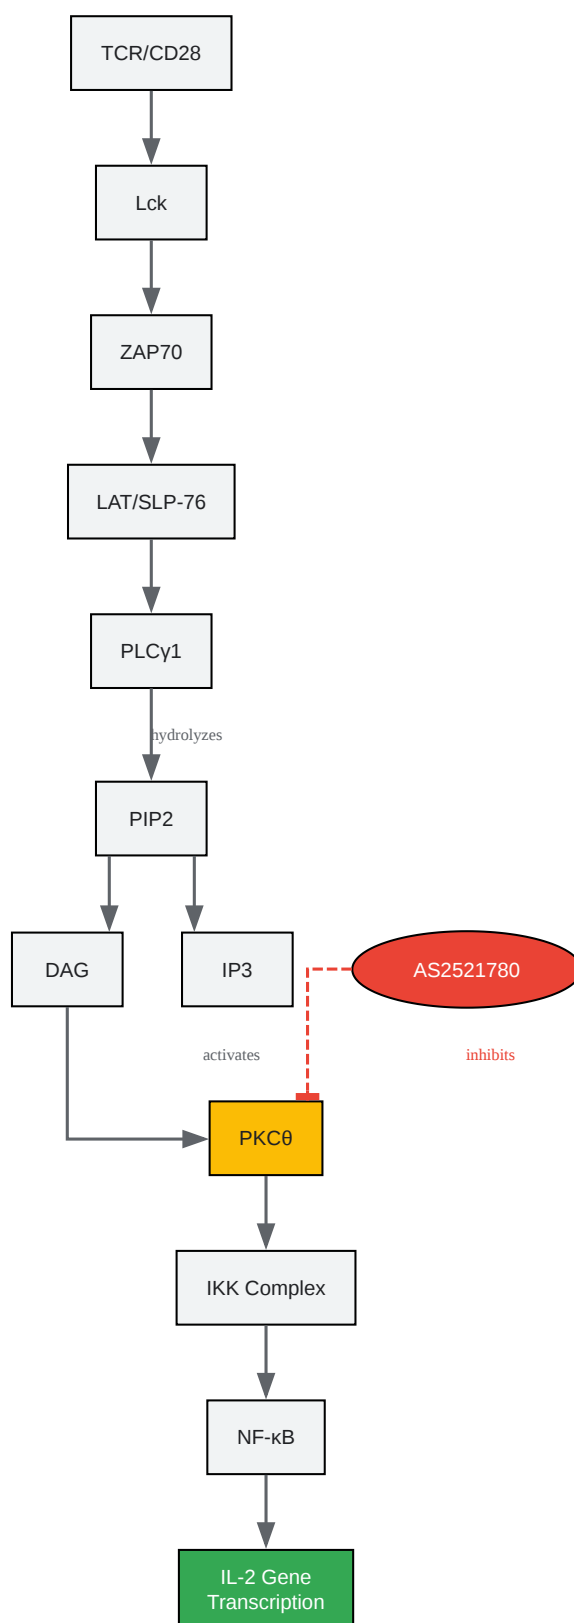 TCR/CD28
Lck
ZAP70
LAT/SLP-76
PLCγ1
hydrolyzes
PIP2
DAG
IP3
AS2521780
activates
inhibits
PKCθ
IKK Complex
NF-κB
IL-2 Gene
Transcription